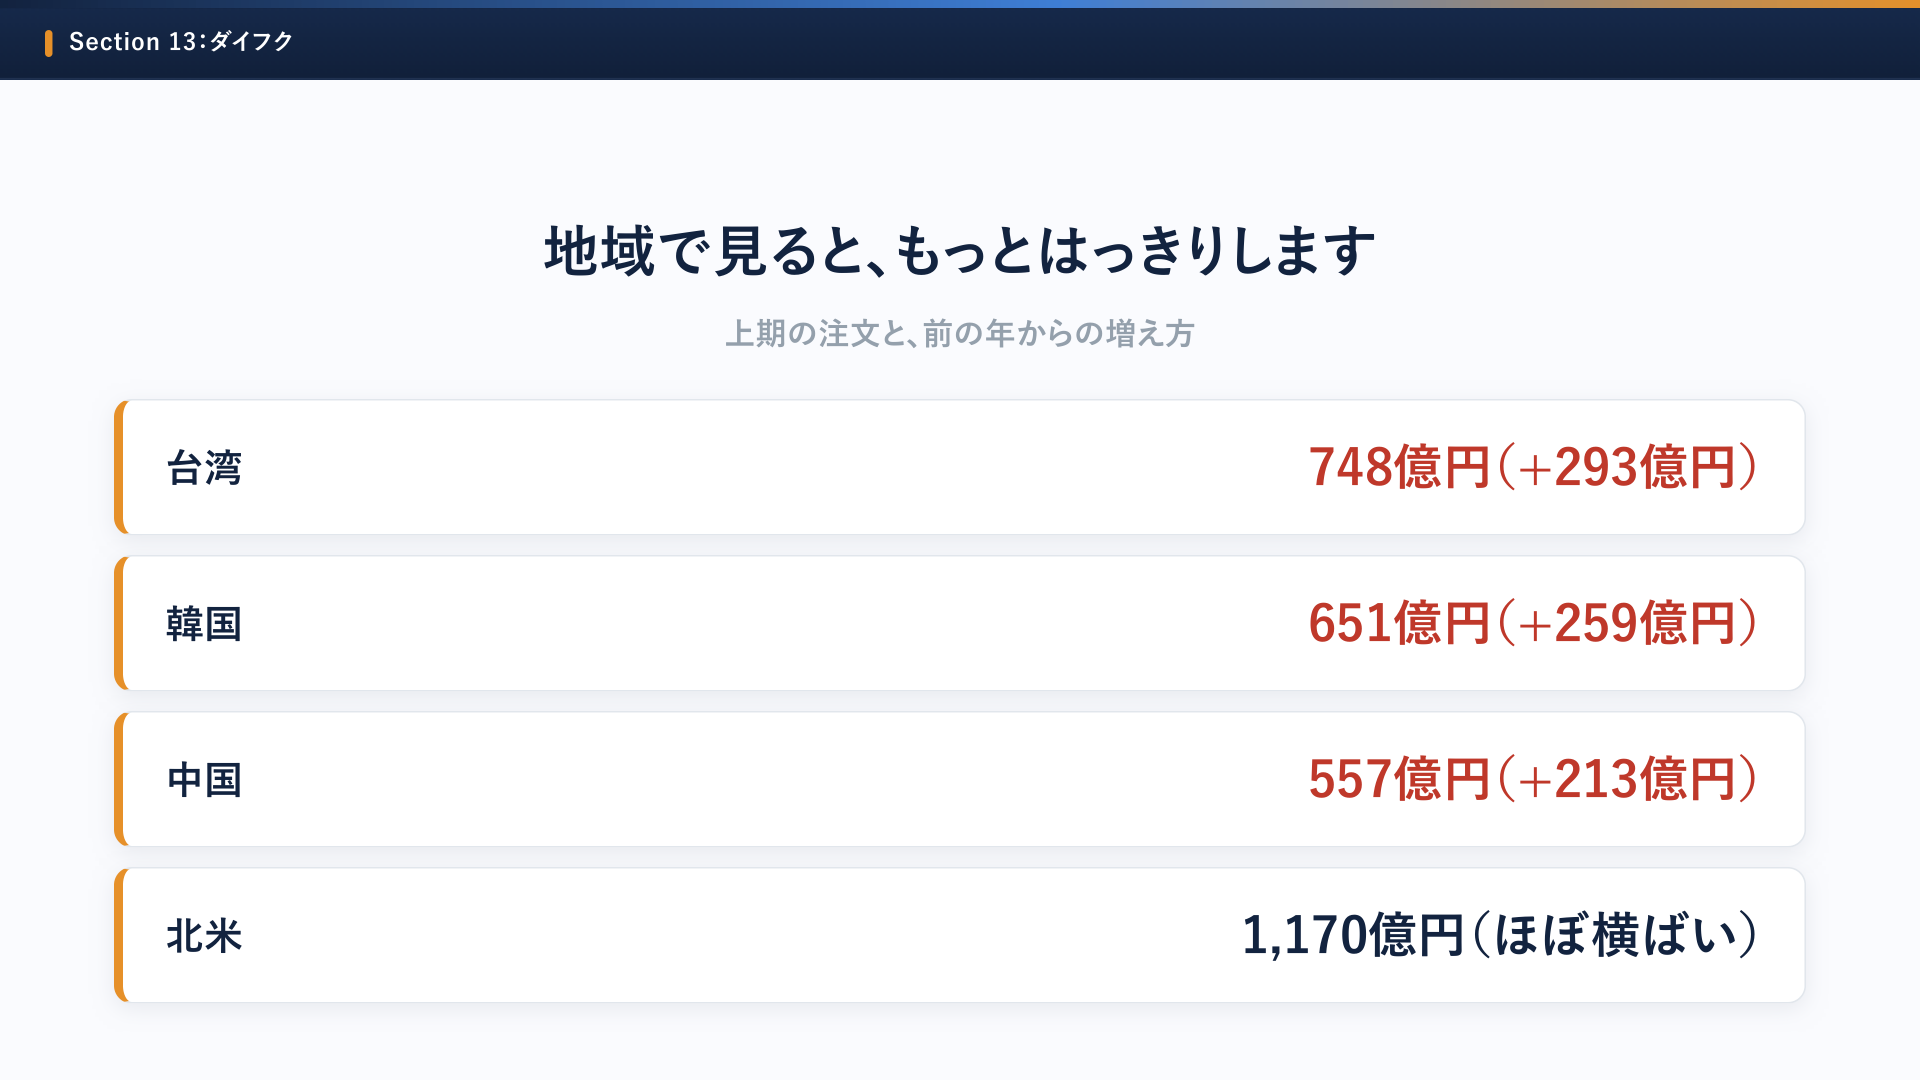 Section 13：ダイフク
地域で見ると、もっとはっきりします
上期の注文と、前の年からの増え方
台湾
748億円（＋293億円）
韓国
651億円（＋259億円）
中国
557億円（＋213億円）
北米
1,170億円（ほぼ横ばい）